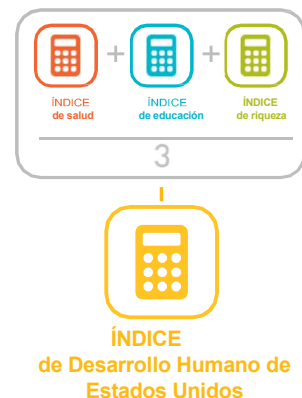 + +
ÍNDICE ÍNDICE ÍNDICE
de salud de educación de riqueza
3
ÍNDICE
de Desarrollo Humano de
Estados Unidos